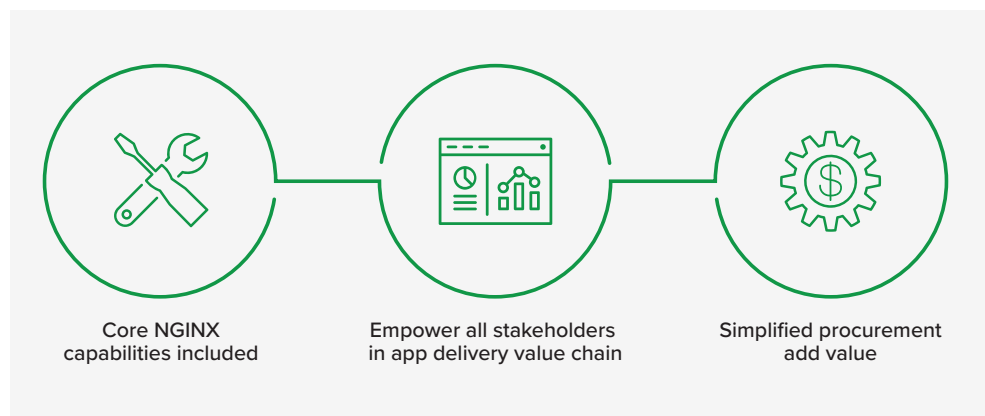 Core NGINX
capabilities included
Empower all stakeholders
in app delivery value chain
$
Simplified procurement
add value